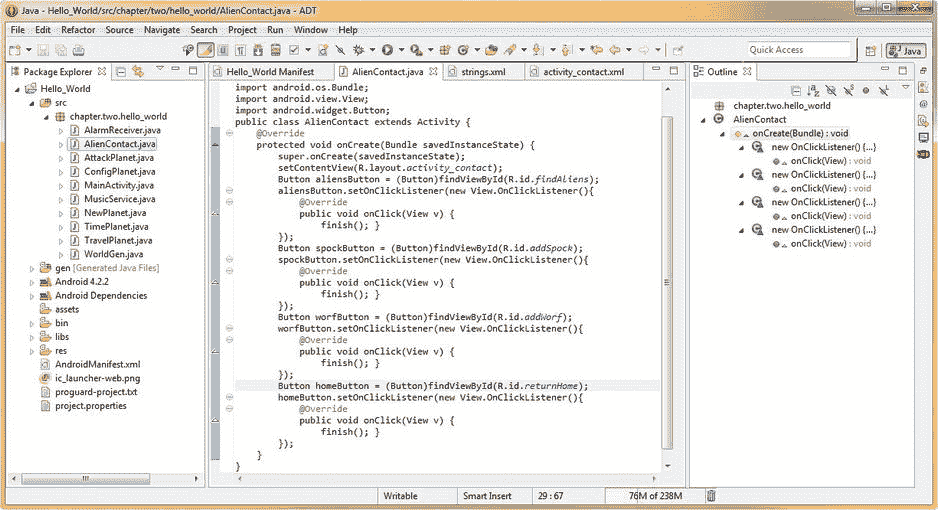 Java - Hello_World/src/chapter/two/hello_world/AlienContact.java - ADT
File Edit Refactor Source Navigate Search Project Run Window Help
Quick Access
Java
Package Explorer
Hello_World
src
chapter.two.hello_world
AlarmReceiver.java
AlienContact.java
AttackPlanet.java
ConfigPlanet.java
MainActivity.java
MusicService.java
NewPlanet.java
TimePlanet.java
TravelPlanet.java
WorldGen.java
gen [Generated Java Files]
Android 4.2.2
Android Dependencies
assets
bin
libs
res
AndroidManifest.xml
ic_launcher-web.png
proguard-project.txt
project.properties
Hello_World Manifest
AlienContact.java
strings.xml
activity_contact.xml
import android.os.Bundle;
import android.view.View;
import android.widget.Button;
public class AlienContact extends Activity {
@Override
protected void onCreate(Bundle savedInstanceState) {
super.onCreate(savedInstanceState);
setContentView(R.layout.activity_contact);
Button aliensButton = (Button)findViewById(R.id.findAliens);
aliensButton.setOnClickListener(new View.OnClickListener(){
@Override
public void onClick(View v) {
finish(); }
});
Button spockButton = (Button)findViewById(R.id.addSpock);
spockButton.setOnClickListener(new View.OnClickListener(){
@Override
public void onClick(View v) {
finish(); }
});
Button worfButton = (Button)findViewById(R.id.addWorf);
worfButton.setOnClickListener(new View.OnClickListener(){
@Override
public void onClick(View v) {
finish(); }
});
Button homeButton = (Button)findViewById(R.id.returnHome);
homeButton.setOnClickListener(new View.OnClickListener(){
@Override
public void onClick(View v) {
finish(); }
});
}
}
Outline
chapter.two.hello_world
AlienContact
onCreate(Bundle) : void
new OnClickListener() {...}
onClick(View) : void
new OnClickListener() {...}
onClick(View) : void
new OnClickListener() {...}
onClick(View) : void
new OnClickListener() {...}
onClick(View) : void
Writable
Smart Insert
29 : 67
76M of 238M